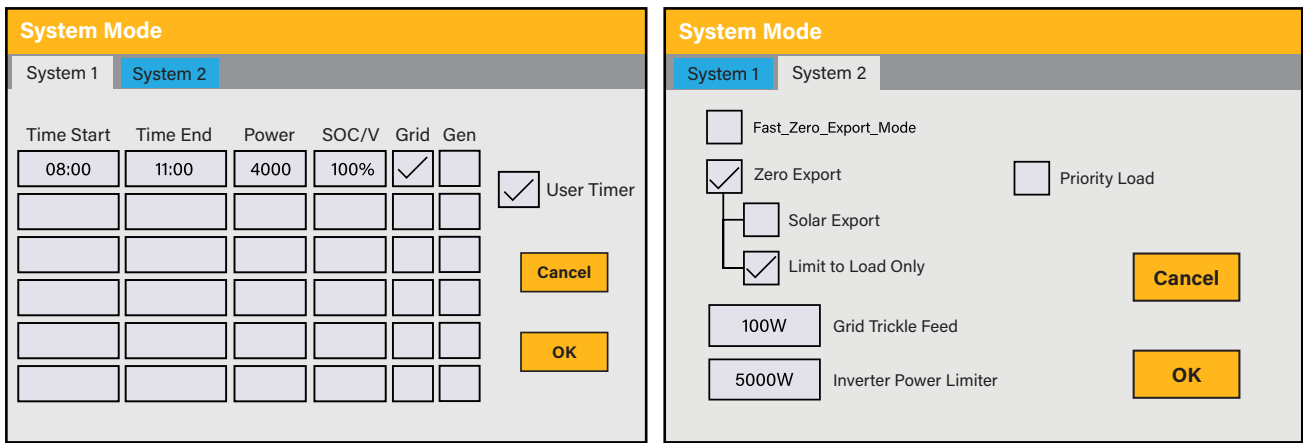 System Mode
System 1 System 2
Time Start Time End Power SOC/V Grid Gen
08:00 11:00 4000 100%
User Timer
Cancel
OK
System Mode
System 1 System 2
Fast_Zero_Export_Mode
Zero Export Priority Load
Solar Export
Limit to Load Only
Cancel
100W Grid Trickle Feed
5000W Inverter Power Limiter
OK